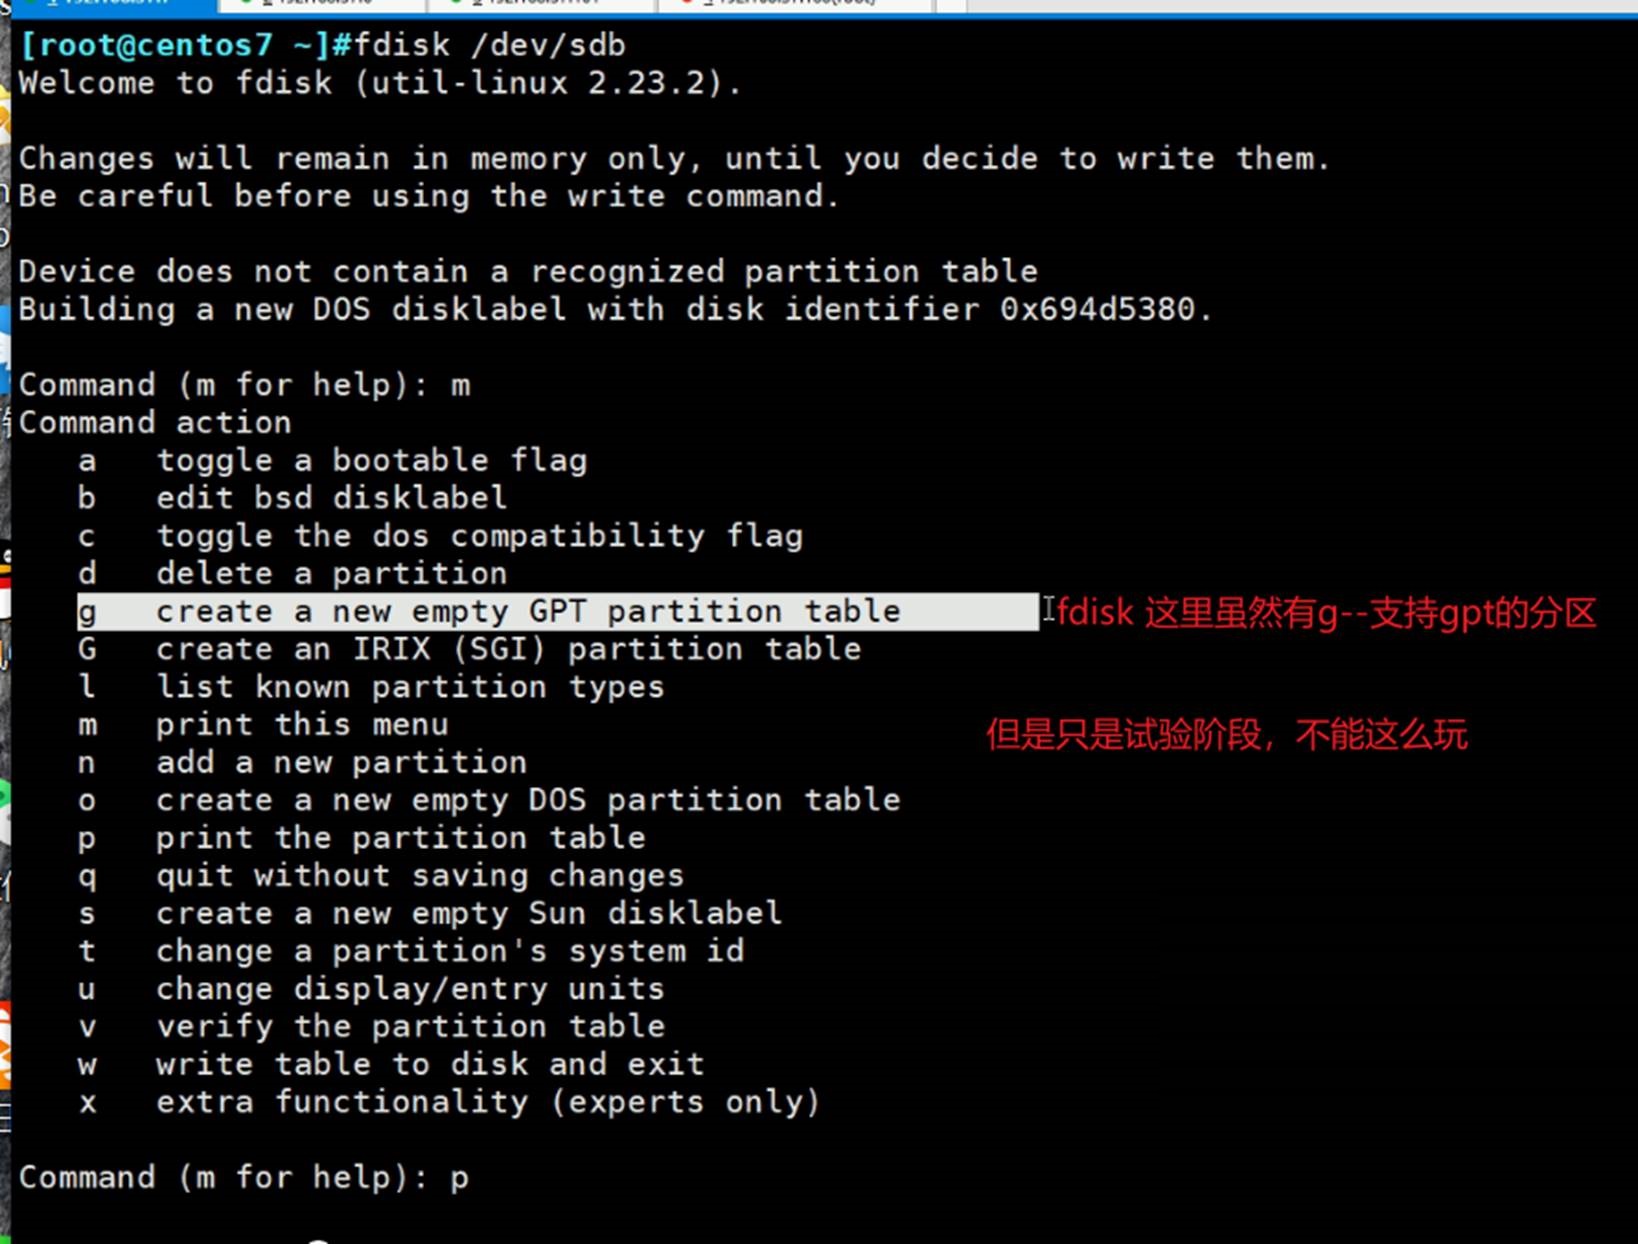 [root@centos7 ~]#fdisk /dev/sdb
Welcome to fdisk (util-linux 2.23.2).
Changes will remain in memory only, until you decide to write them.
Be careful before using the write command.
Device does not contain a recognized partition table
Building a new DOS disklabel with disk identifier 0x694d5380.
Command (m for help): m
Command action
a   toggle a bootable flag
b   edit bsd disklabel
c   toggle the dos compatibility flag
d   delete a partition
g   create a new empty GPT partition table fdisk 这里虽然有g--支持gpt的分区
G   create an IRIX (SGI) partition table
l   list known partition types
m   print this menu
但是只是试验阶段，不能这么玩
n   add a new partition
o   create a new empty DOS partition table
p   print the partition table
q   quit without saving changes
s   create a new empty Sun disklabel
t   change a partition's system id
u   change display/entry units
v   verify the partition table
w   write table to disk and exit
x   extra functionality (experts only)
Command (m for help): p